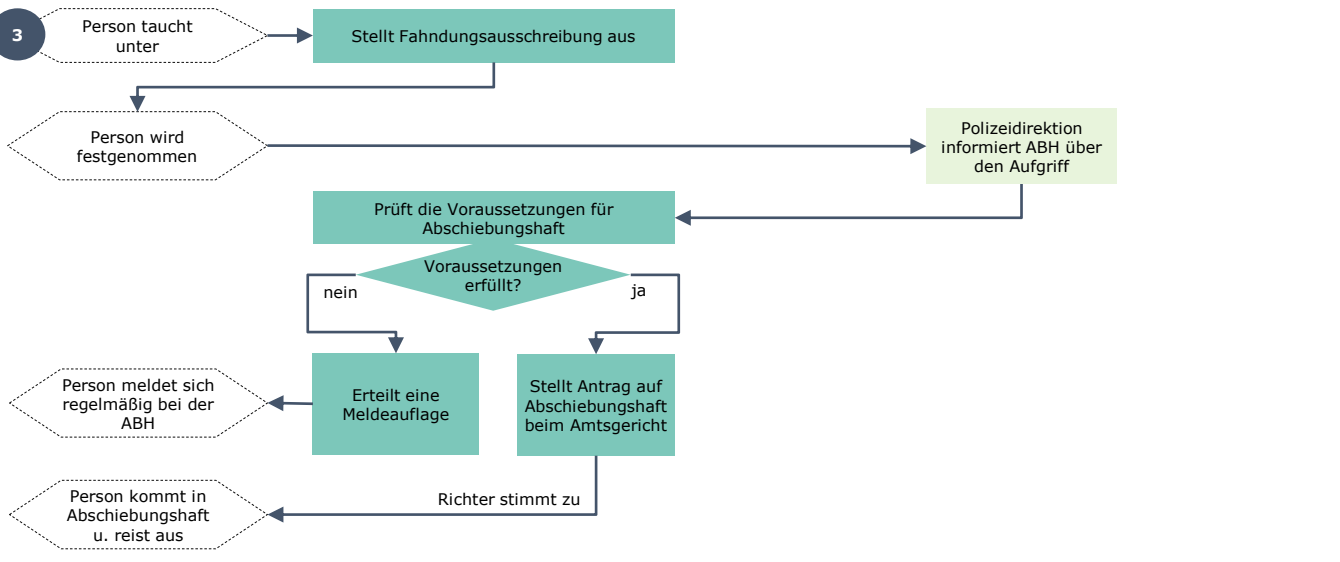 3
Person taucht
unter
Stellt Fahndungsausschreibung aus
Person wird
festgenommen
Polizeidirektion
informiert ABH über
den Aufgriff
Prüft die Voraussetzungen für
Abschiebungshaft
Voraussetzungen
erfüllt?
nein
ja
Person meldet sich
regelmäßig bei der
ABH
Erteilt eine
Meldeauflage
Stellt Antrag auf
Abschiebungshaft
beim Amtsgericht
Richter stimmt zu
Person kommt in
Abschiebungshaft
u. reist aus